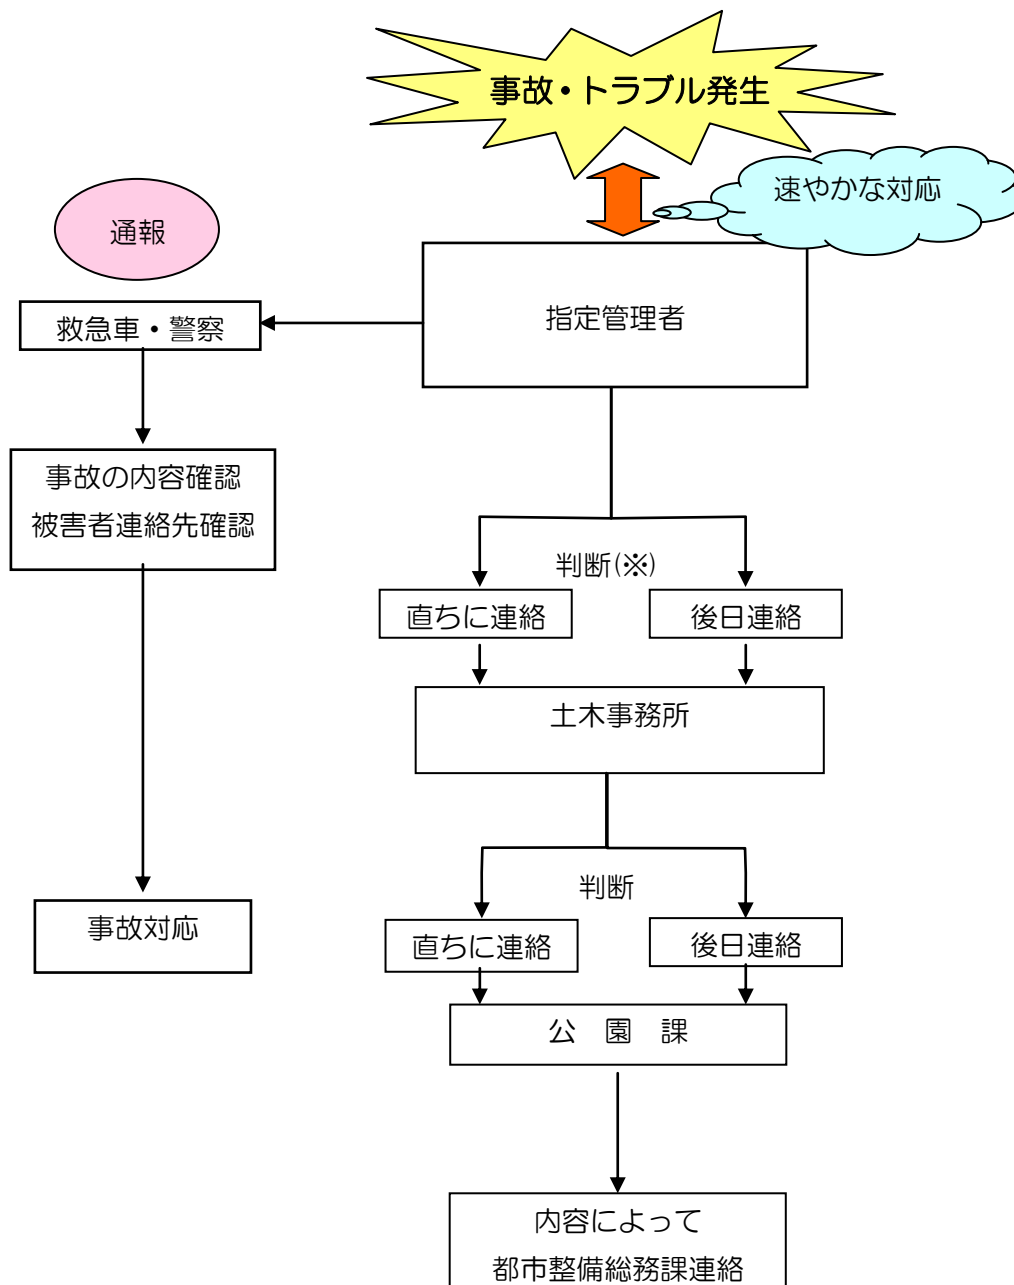 事故・トラブル発生
速やかな対応
通報
指定管理者
救急車・警察
事故の内容確認
被害者連絡先確認
判断(※)
直ちに連絡
後日連絡
土木事務所
判断
事故対応
直ちに連絡
後日連絡
公　園　課
内容によって
都市整備総務課連絡